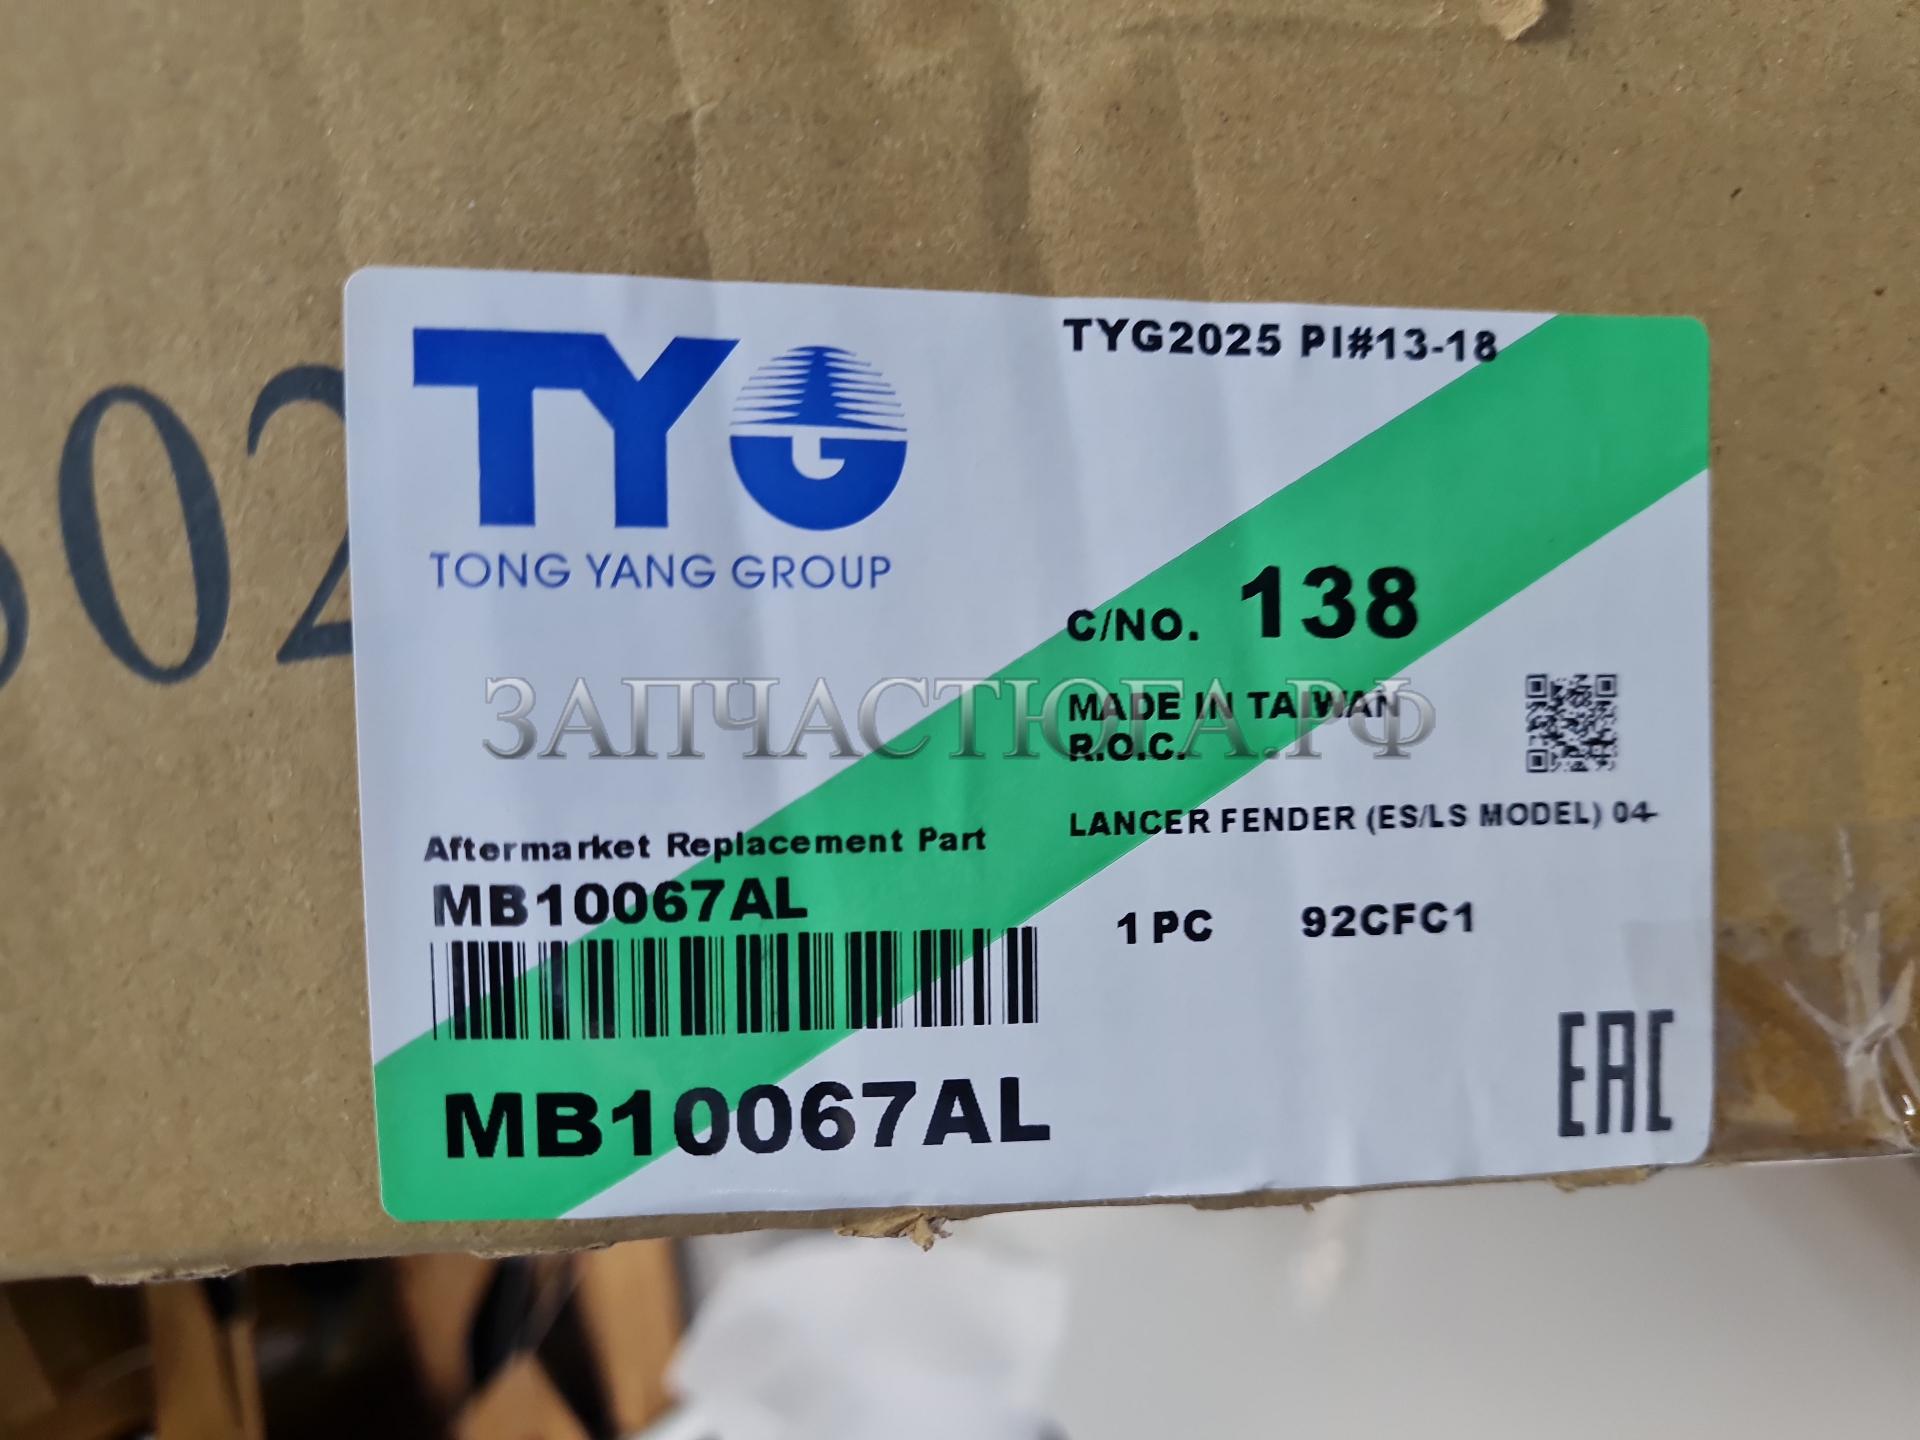 02
TYG
TONG YANG GROUP
TYG2025 PI#13-18
C/NO. 138
ЗАПЧАСТЮГА.РФ
MADE IN TAIWAN
R.O.C.
LANCER FENDER (ES/LS MODEL) 04-
Aftermarket Replacement Part
MB10067AL
1 PC 92CFC1
MB10067AL
EAC